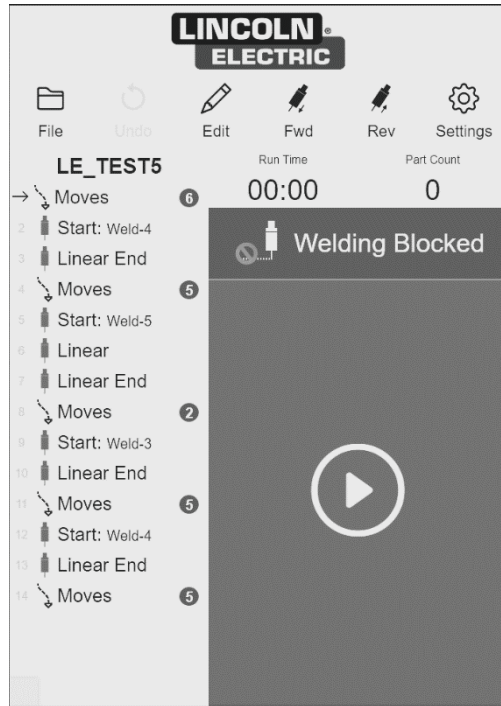 LINCOLN ®
ELECTRIC
File Undo Edit Fwd Rev Settings
LE_TEST5
Run Time Part Count
00:00 0
Welding Blocked
Moves 6
2 Start: Weld-4
3 Linear End
4 Moves 5
5 Start: Weld-5
6 Linear
7 Linear End
8 Moves 2
9 Start: Weld-3
10 Linear End
11 Moves 5
12 Start: Weld-4
13 Linear End
14 Moves 5